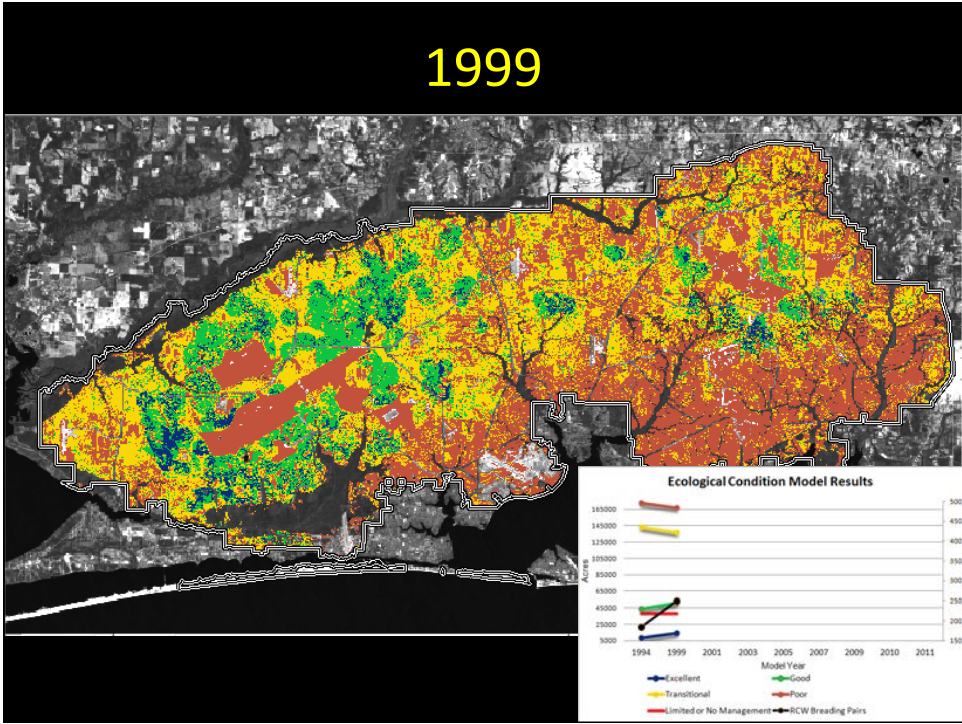 1999
Ecological Condition Model Results
165000
145000
125000
105000
85000
65000
45000
25000
5000
Acres
500
450
400
350
300
250
200
150
1994 1999 2001 2003 2005 2007 2009 2011
Model Year
Excellent Good
Transitional Poor
Limited or No Management RCW Breading Pairs